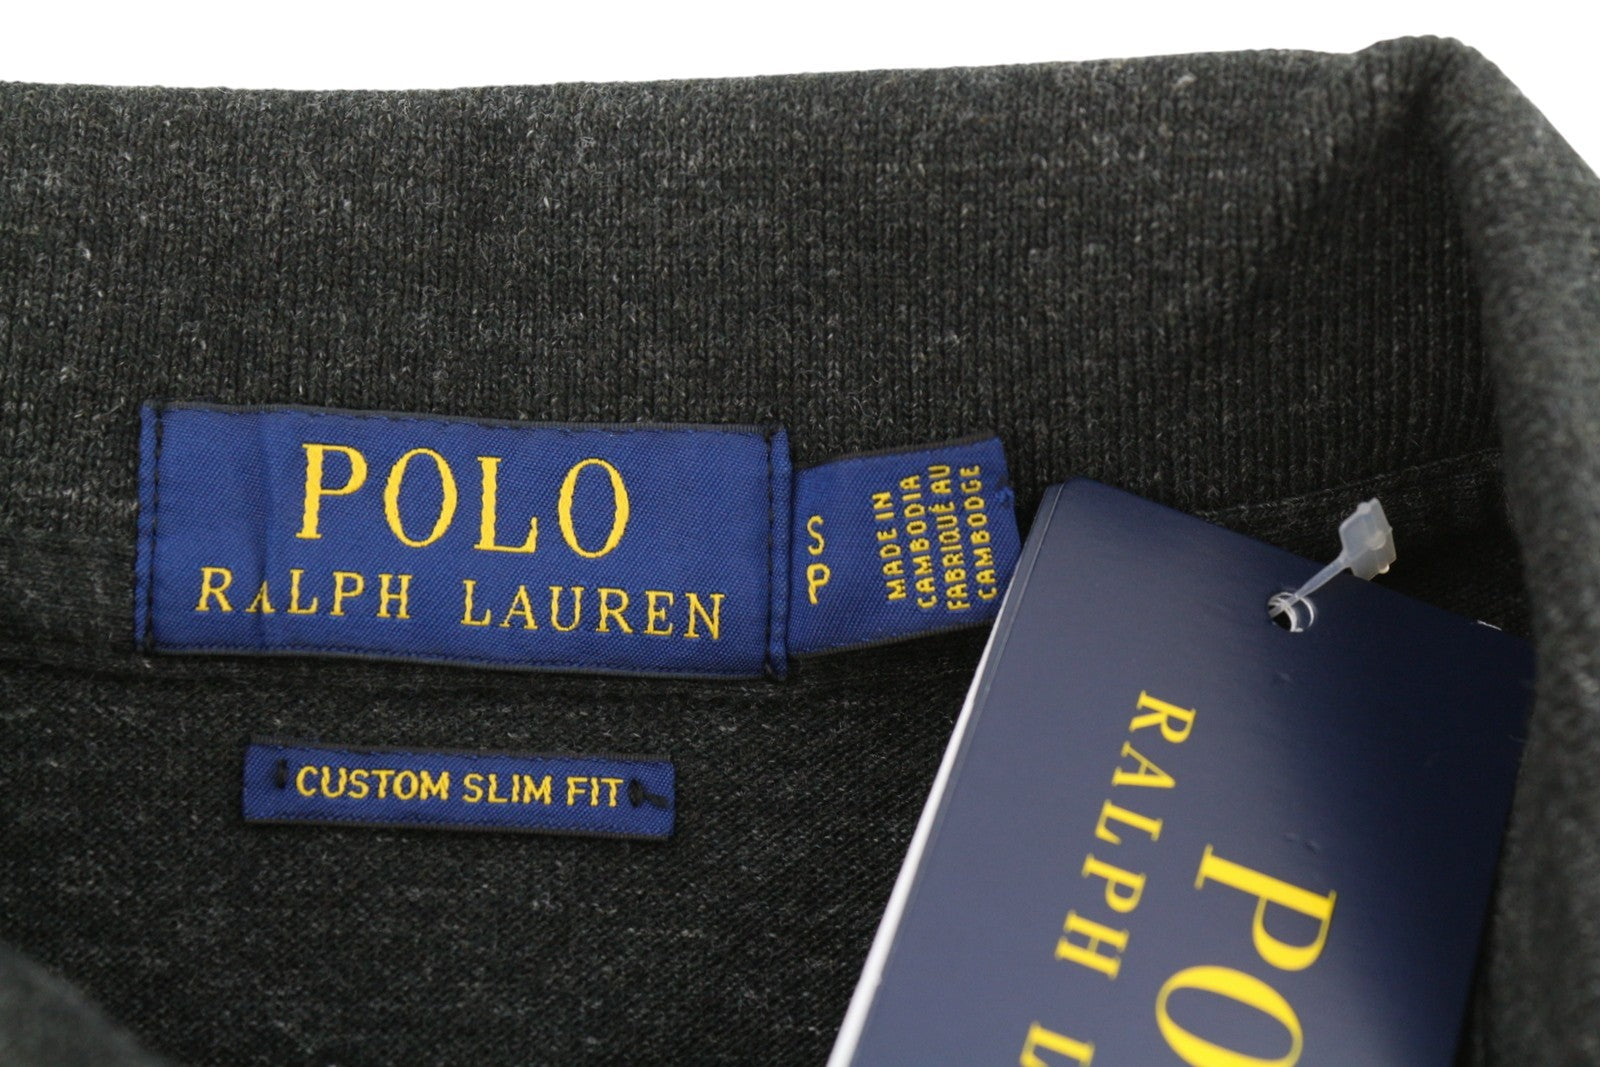 POLO
RALPH LAUREN
S
P
MADE IN
CAMBODIA
FABRIQUÉ AU
CAMBODGE
CUSTOM SLIM FIT
PO
RALPH L